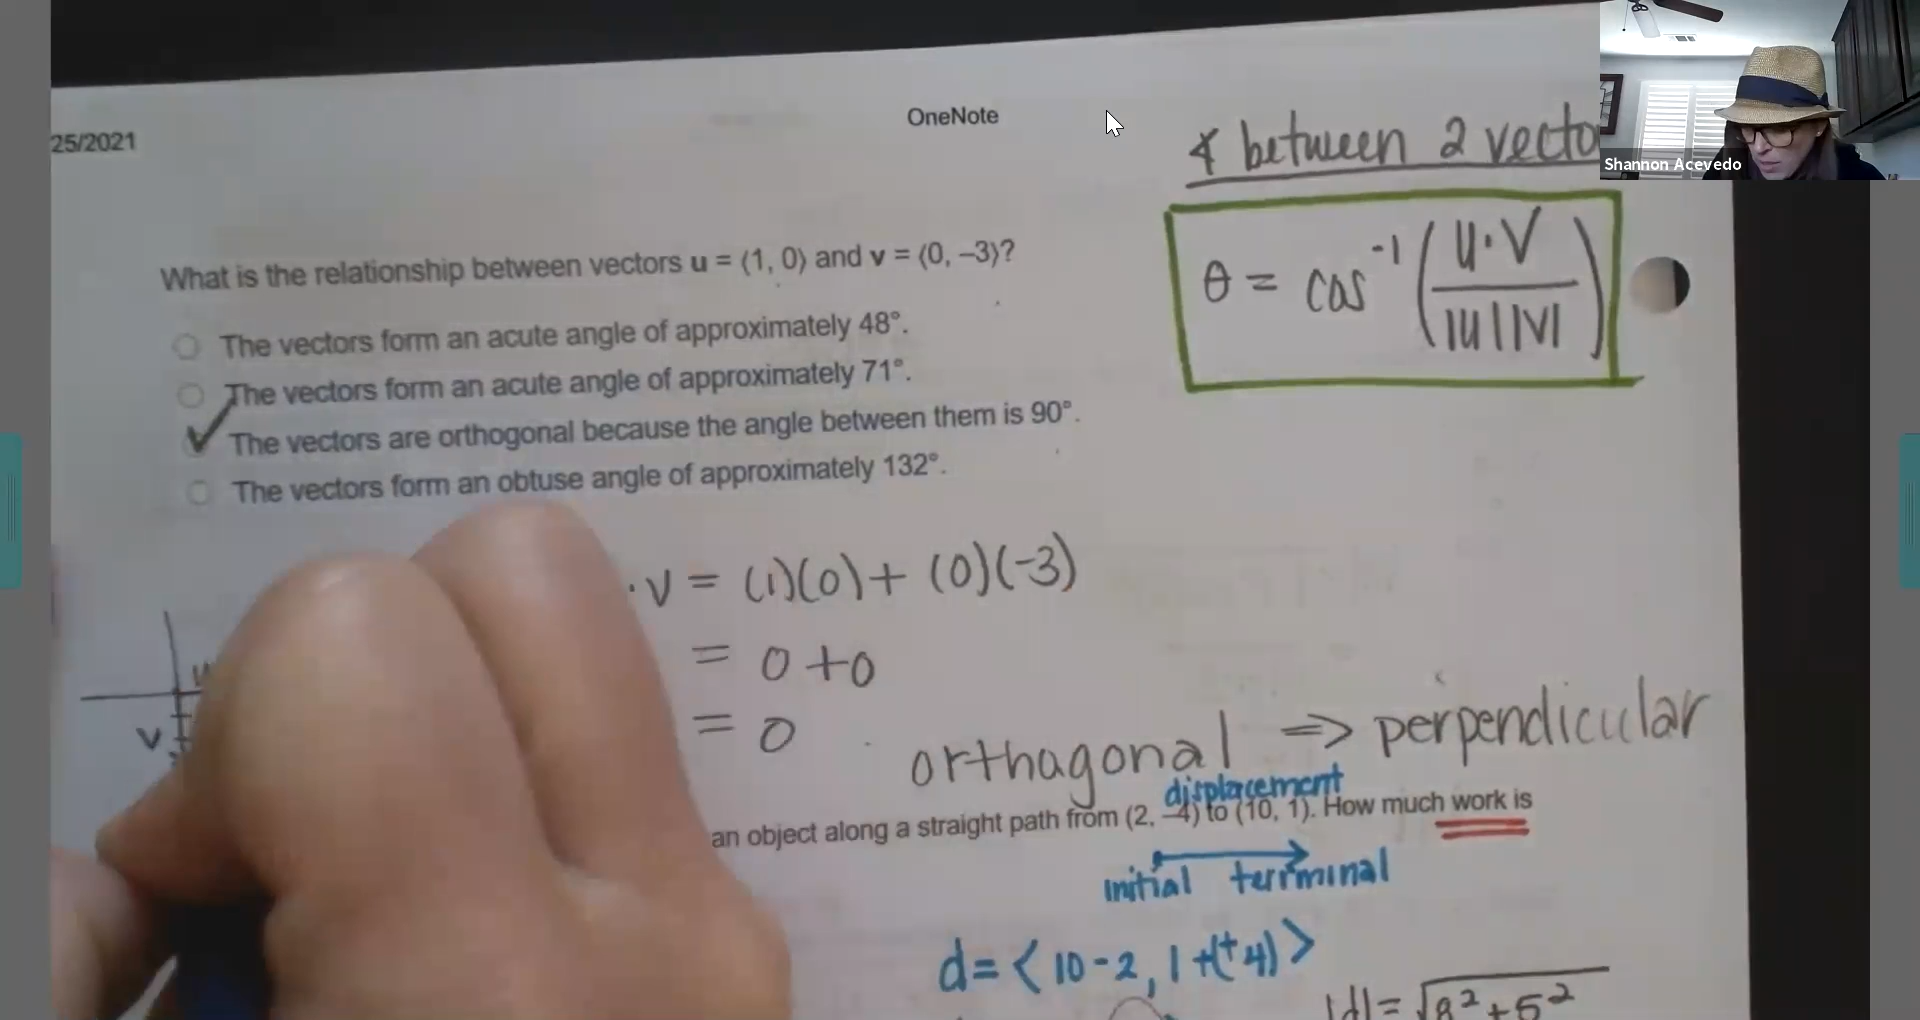 OneNote
25/2021
∡ between 2 vecto
Shannon Acevedo
θ = cos⁻¹ (u·v / |u||v|)
What is the relationship between vectors u = ⟨1, 0⟩ and v = ⟨0, –3⟩?
The vectors form an acute angle of approximately 48°.
The vectors form an acute angle of approximately 71°.
The vectors are orthogonal because the angle between them is 90°.
The vectors form an obtuse angle of approximately 132°.
·v = (1)(0) + (0)(-3)
= 0 + 0
= 0
v
orthagonal ⇒ perpendicular
displacement
an object along a straight path from (2, –4) to (10, 1). How much work is
initial terminal
d = ⟨10-2, 1+(+4)⟩
|d| = √8²+5²